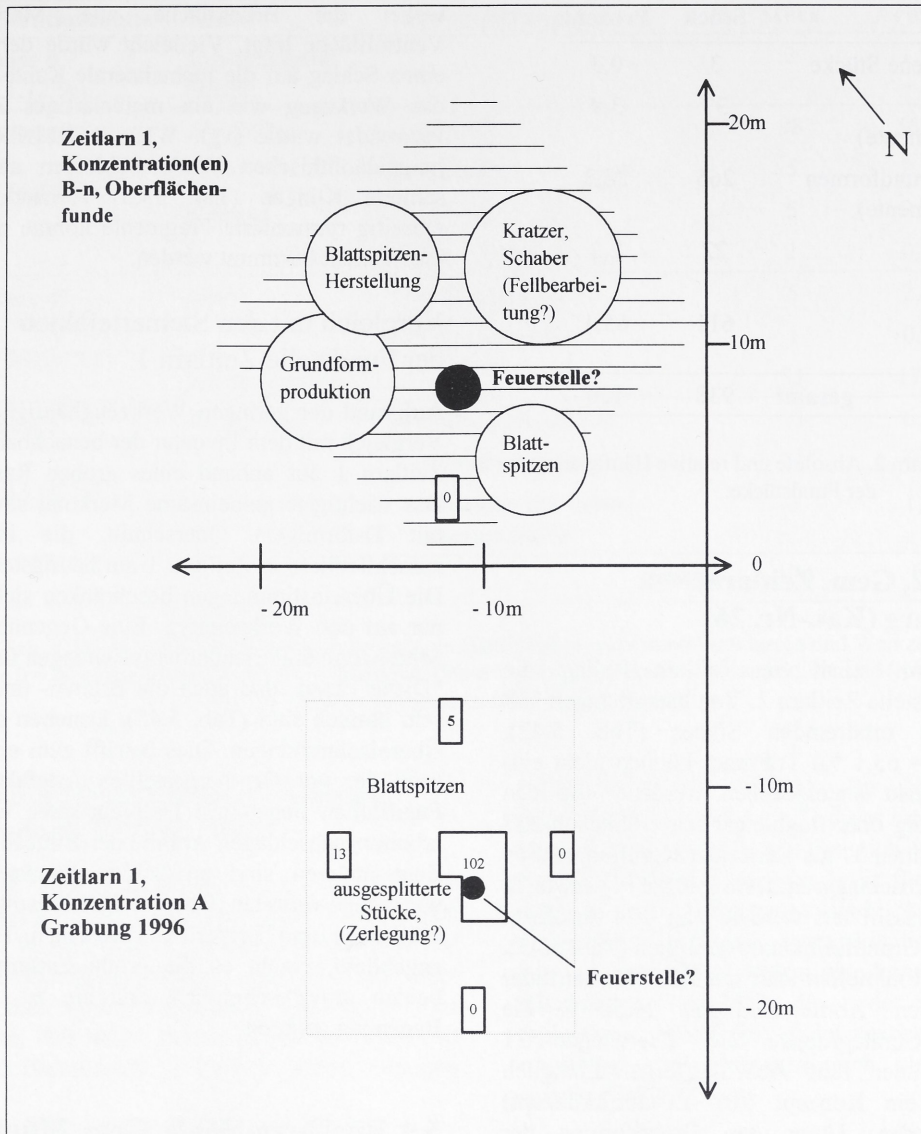 20m
N
Zeitlarn 1,
Konzentration(en)
B-n, Oberflächen-
funde
Blattspitzen-
Herstellung
Kratzer,
Schaber
(Fellbearbei-
tung?)
10m
Grundform-
produktion
Feuerstelle?
Blatt-
spitzen
0
0
- 20m
- 10m
5
Blattspitzen
- 10m
13
102
0
Zeitlarn 1,
Konzentration A
Grabung 1996
ausgesplitterte
Stücke,
(Zerlegung?)
Feuerstelle?
0
- 20m